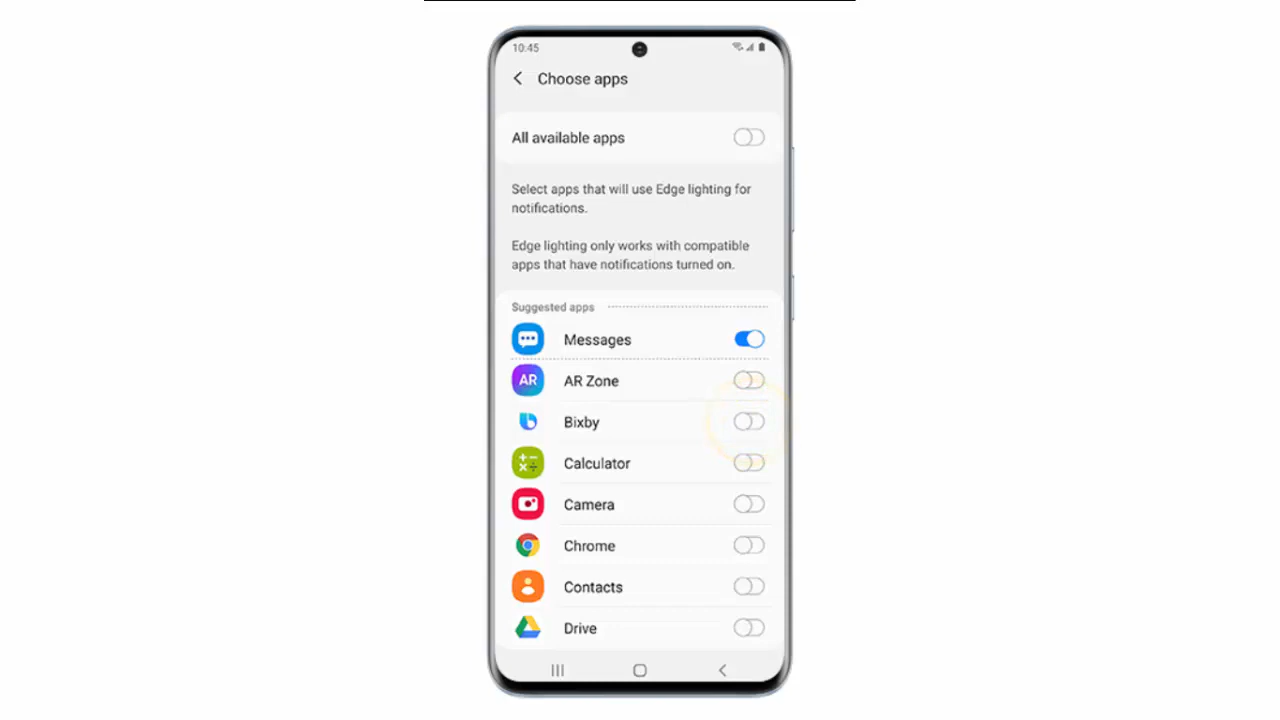 10:45
Choose apps
All available apps
Select apps that will use Edge lighting for
notifications.
Edge lighting only works with compatible
apps that have notifications turned on.
Suggested apps
Messages
AR AR Zone
Bixby
Calculator
Camera
Chrome
Contacts
Drive